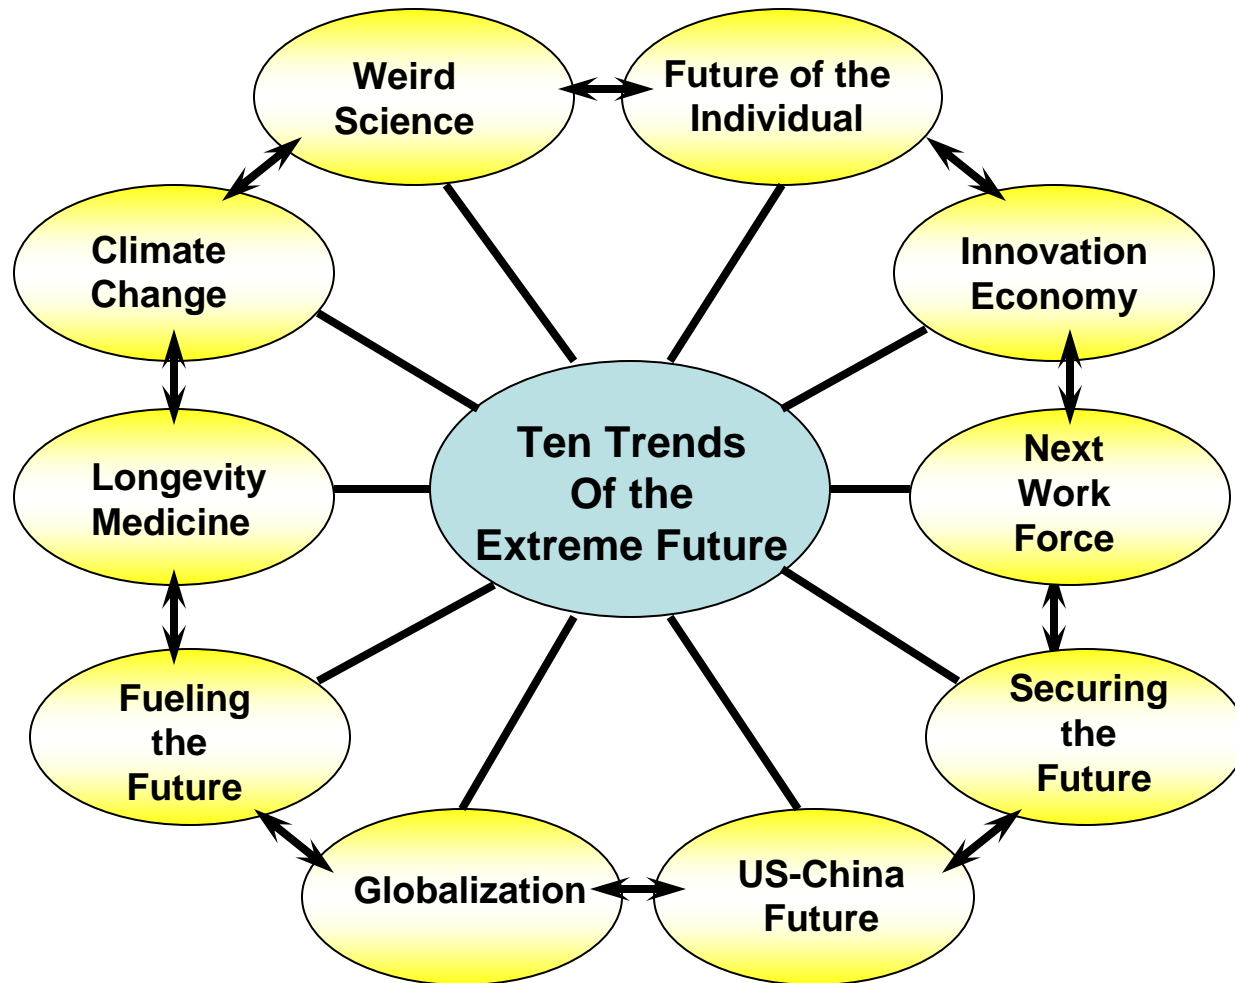 Weird
Science
Future of the
Individual
Climate
Change
Innovation
Economy
Ten Trends
Of the
Extreme Future
Longevity
Medicine
Next
Work
Force
Fueling
the
Future
Securing
the
Future
Globalization
US-China
Future